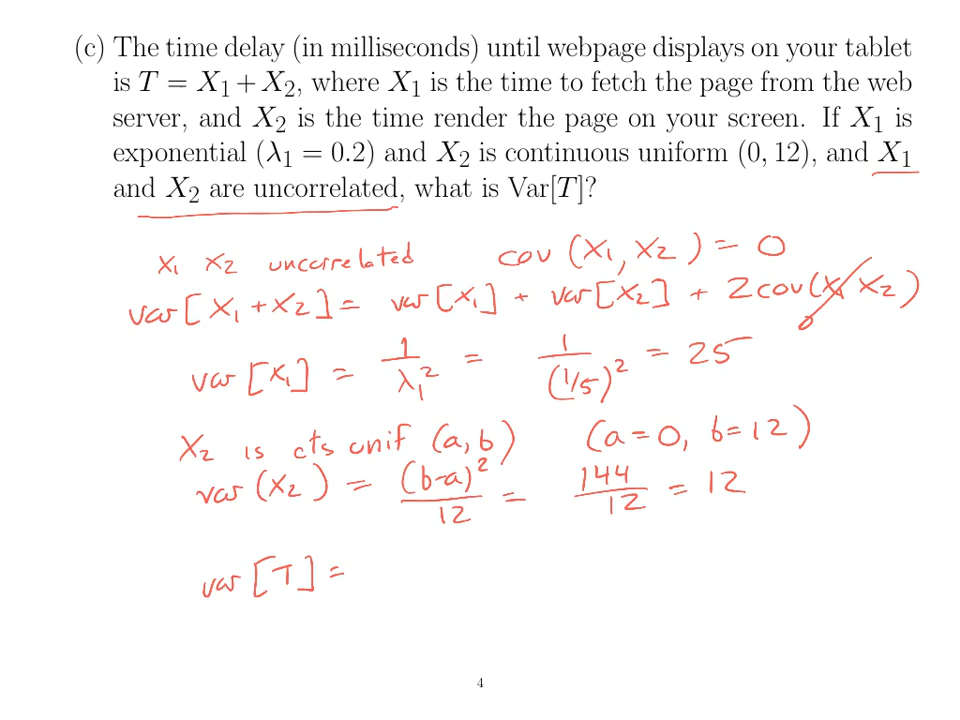 (c) The time delay (in milliseconds) until webpage displays on your tablet
is T = X₁ + X₂, where X₁ is the time to fetch the page from the web
server, and X₂ is the time render the page on your screen. If X₁ is
exponential (λ₁ = 0.2) and X₂ is continuous uniform (0, 12), and X₁
and X₂ are uncorrelated, what is Var[T]?
X₁ X₂ uncorrelated cov (X₁, X₂) = 0
var [X₁ + X₂] = var [X₁] + var [X₂] + 2 cov (X₁ X₂) 0
var [X₁] = 1/λ₁² = 1/(1/5)² = 25
X₂ is cts unif (a, b) (a = 0, b = 12)
var (X₂) = (b-a)²/12 = 144/12 = 12
var [T] =
4